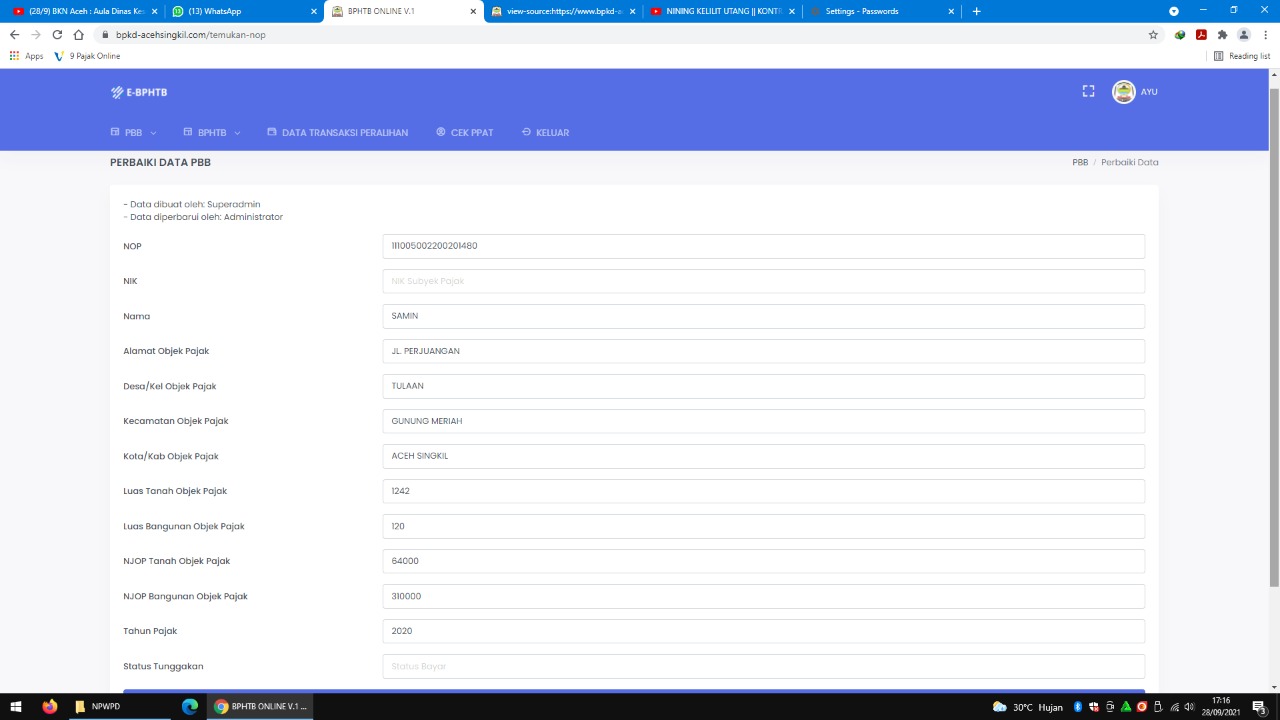 (28/9) BKN Aceh : Aula Dinas Kes
(13) WhatsApp
BPHTB ONLINE V.1
view-source:https://www.bpkd-a
NINING KELILIT UTANG || KONTR
Settings - Passwords
bpkd-acehsingkil.com/temukan-nop
Apps
9 Pajak Online
Reading list
E-BPHTB
AYU
PBB
BPHTB
DATA TRANSAKSI PERALIHAN
CEK PPAT
KELUAR
PERBAIKI DATA PBB
PBB / Perbaiki Data
- Data dibuat oleh: Superadmin
- Data diperbarui oleh: Administrator
NOP
111005002200201480
NIK
NIK Subyek Pajak
Nama
SAMIN
Alamat Objek Pajak
JL. PERJUANGAN
Desa/Kel Objek Pajak
TULAAN
Kecamatan Objek Pajak
GUNUNG MERIAH
Kota/Kab Objek Pajak
ACEH SINGKIL
Luas Tanah Objek Pajak
1242
Luas Bangunan Objek Pajak
120
NJOP Tanah Objek Pajak
64000
NJOP Bangunan Objek Pajak
310000
Tahun Pajak
2020
Status Tunggakan
Status Bayar
NPWPD
BPHTB ONLINE V.1 ...
30°C Hujan
17:16
28/09/2021
3